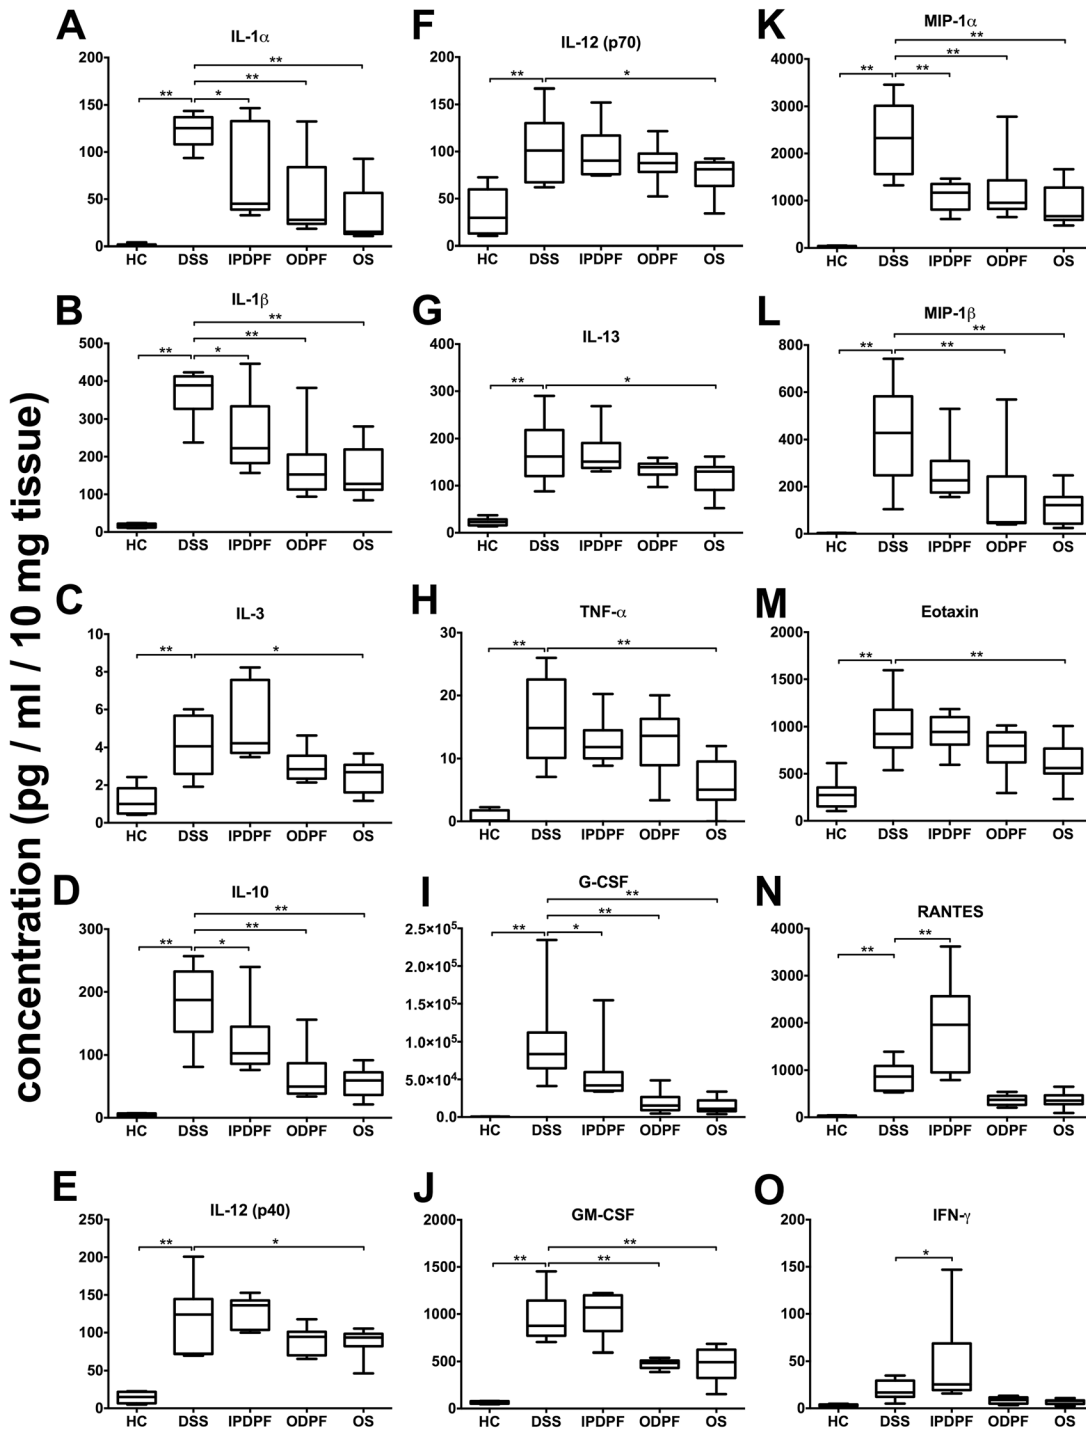 concentration (pg / ml / 10 mg tissue)
A
IL-1α
200
150
100
50
0
** * ** **
HC DSS IPDPF ODPF OS
B
IL-1β
500
400
300
200
100
0
** * ** **
HC DSS IPDPF ODPF OS
C
IL-3
10
8
6
4
2
0
** *
HC DSS IPDPF ODPF OS
D
IL-10
300
200
100
0
** * ** **
HC DSS IPDPF ODPF OS
E
IL-12 (p40)
250
200
150
100
50
0
** *
HC DSS IPDPF ODPF OS
F
IL-12 (p70)
200
150
100
50
0
** *
HC DSS IPDPF ODPF OS
G
IL-13
400
300
200
100
0
** *
HC DSS IPDPF ODPF OS
H
TNF-α
30
20
10
0
** **
HC DSS IPDPF ODPF OS
I
G-CSF
2.5×10⁵
2.0×10⁵
1.5×10⁵
1.0×10⁵
5.0×10⁴
0.0
** * ** **
HC DSS IPDPF ODPF OS
J
GM-CSF
2000
1500
1000
500
0
** ** **
HC DSS IPDPF ODPF OS
K
MIP-1α
4000
3000
2000
1000
0
** ** ** **
HC DSS IPDPF ODPF OS
L
MIP-1β
800
600
400
200
0
** ** **
HC DSS IPDPF ODPF OS
M
Eotaxin
2000
1500
1000
500
0
** **
HC DSS IPDPF ODPF OS
N
RANTES
4000
3000
2000
1000
0
** **
HC DSS IPDPF ODPF OS
O
IFN-γ
200
150
100
50
0
*
HC DSS IPDPF ODPF OS